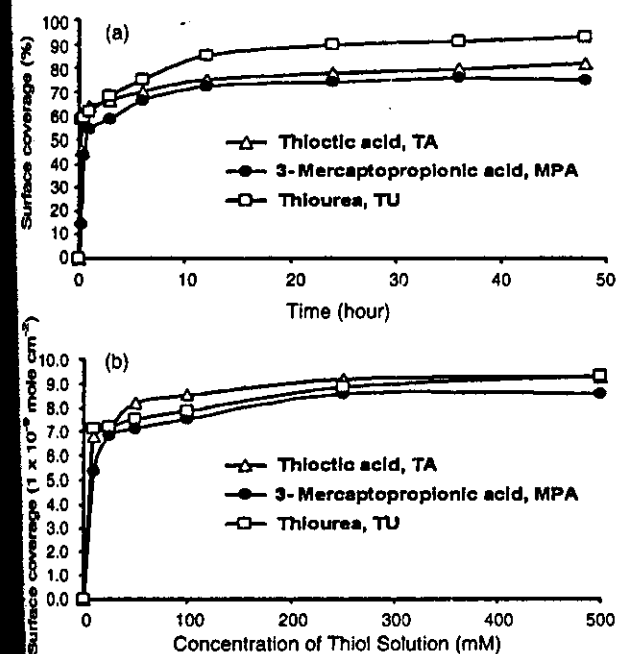 (a)
Surface coverage (%)
100
90
80
70
60
50
40
30
20
10
0
Thioctic acid, TA
3-Mercaptopropionic acid, MPA
Thiourea, TU
0 10 20 30 40 50
Time (hour)
(b)
Surface coverage (1 x 10⁻⁹ mole cm⁻²)
10.0
9.0
8.0
7.0
6.0
5.0
4.0
3.0
2.0
1.0
0.0
Thioctic acid, TA
3-Mercaptopropionic acid, MPA
Thiourea, TU
0 100 200 300 400 500
Concentration of Thiol Solution (mM)